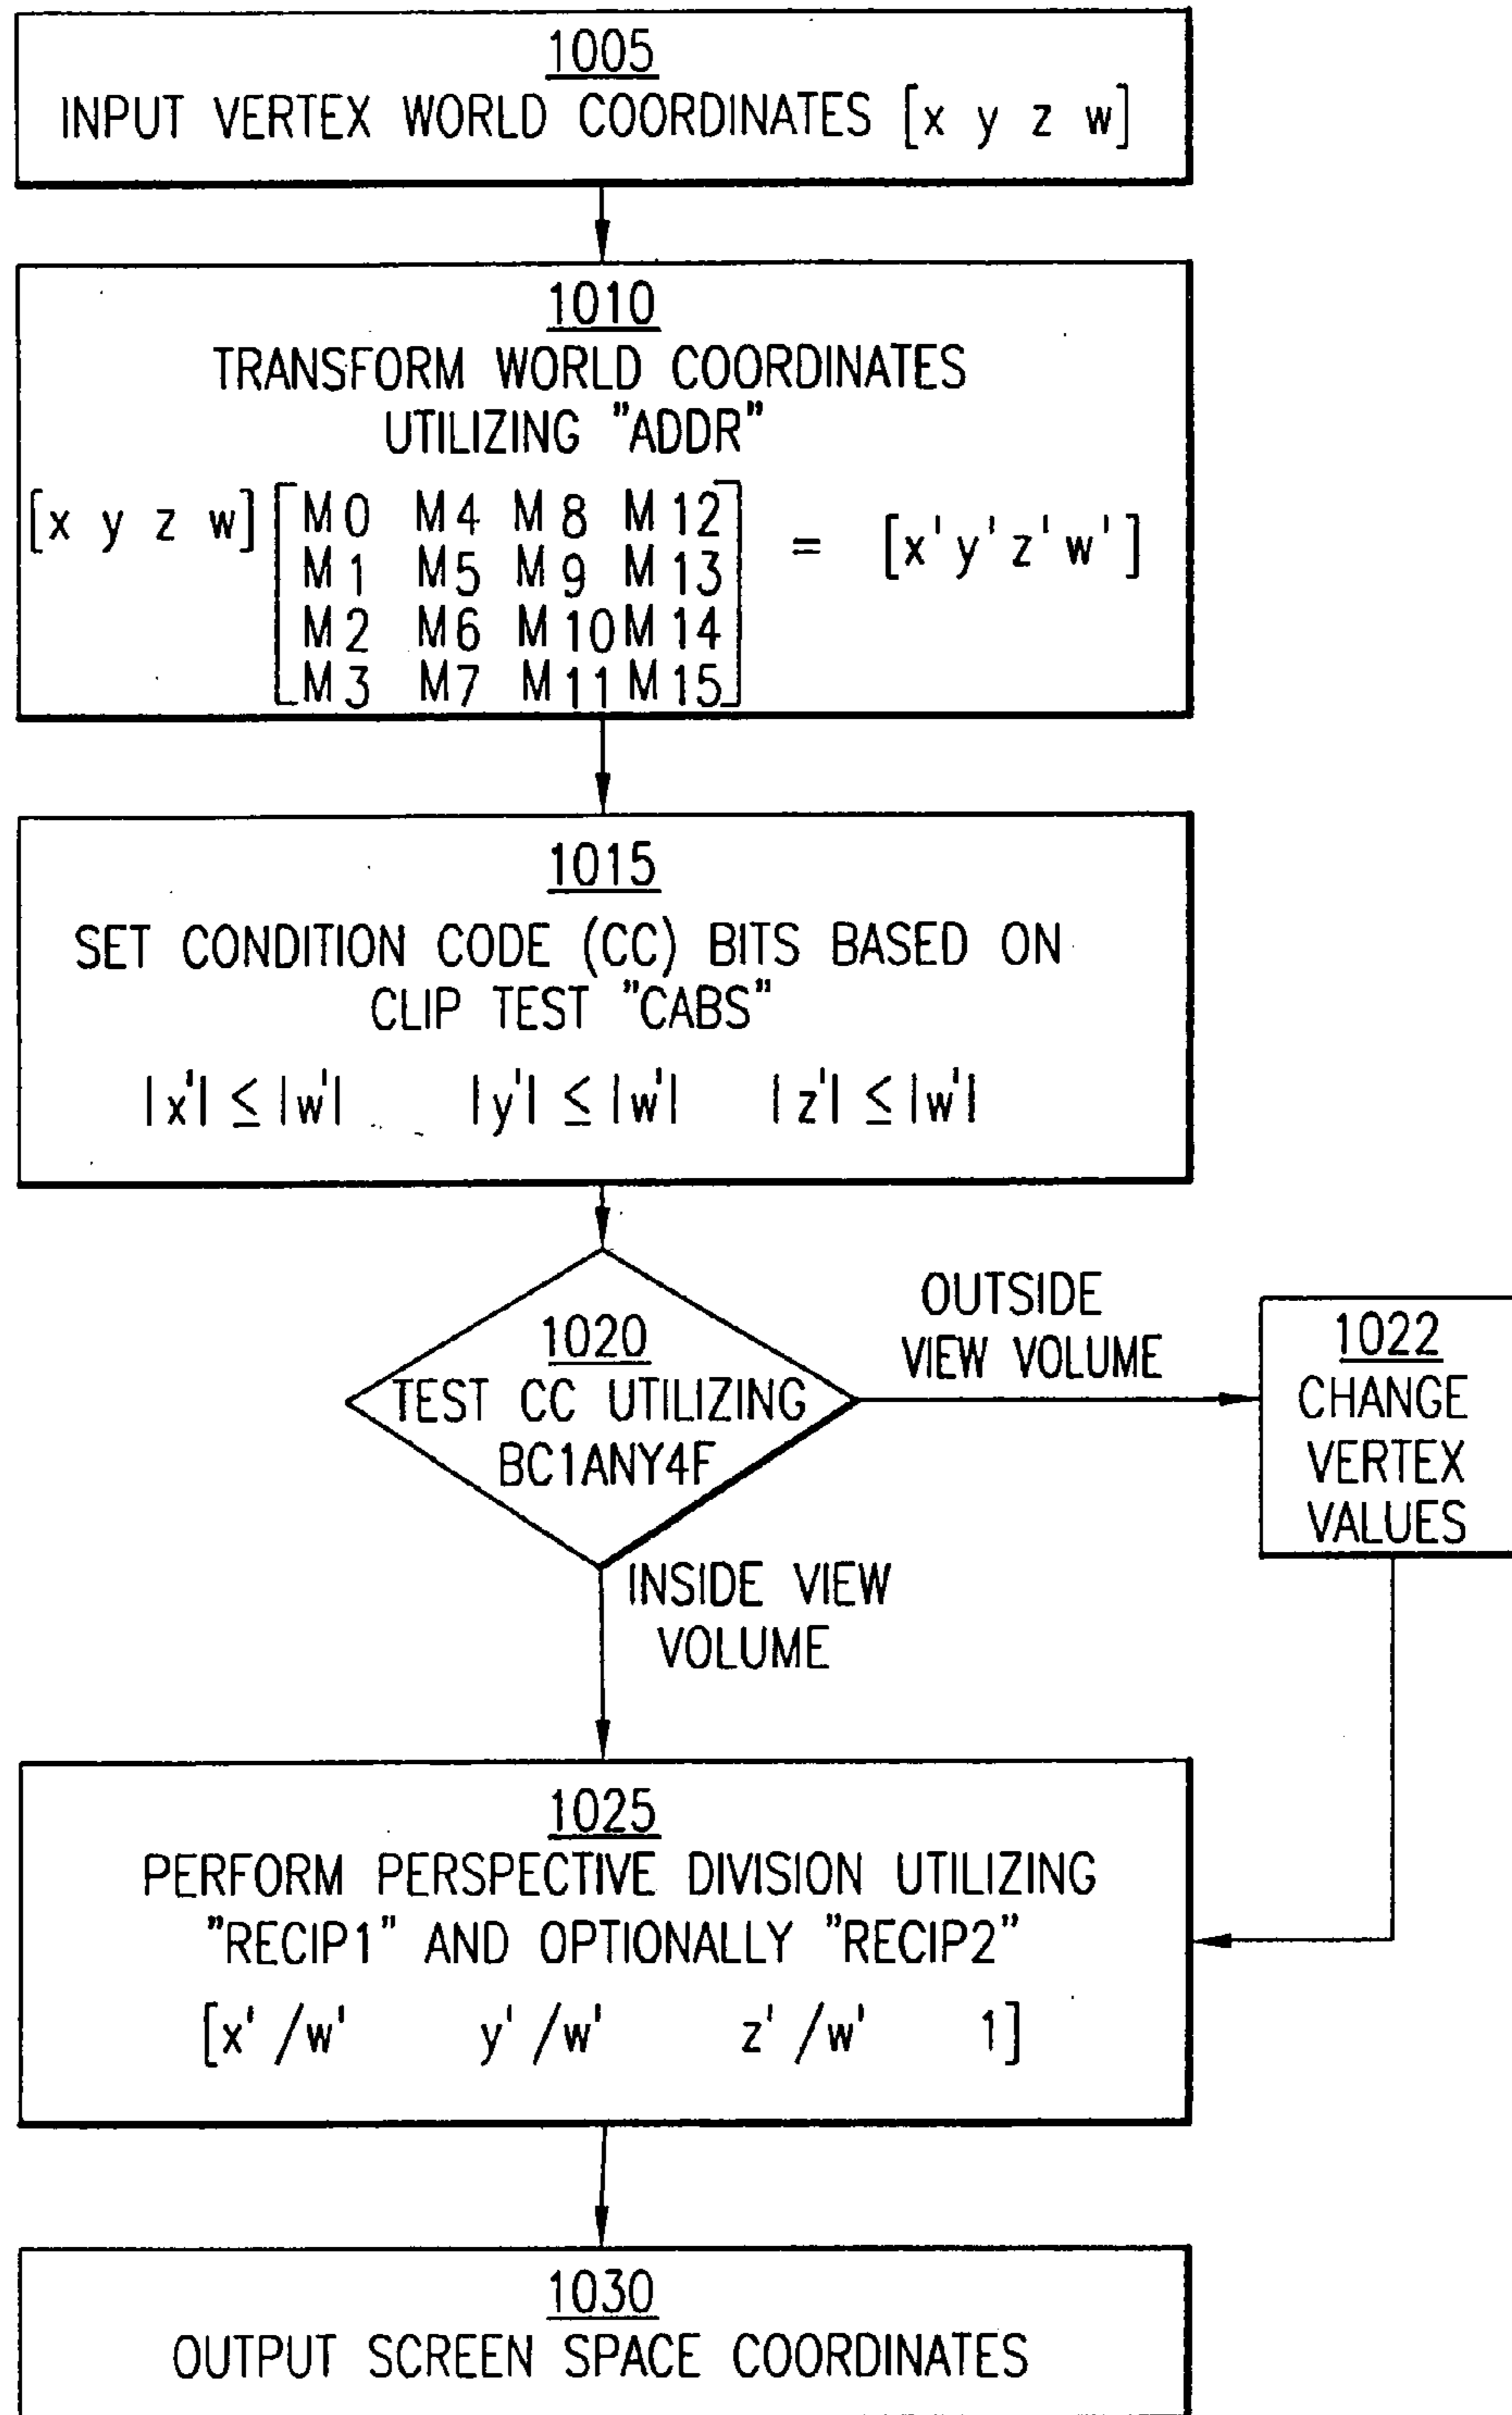 1005
INPUT VERTEX WORLD COORDINATES [x y z w]
1010
TRANSFORM WORLD COORDINATES
UTILIZING "ADDR"
[x y z w] [M0 M4 M8 M12
M1 M5 M9 M13
M2 M6 M10 M14
M3 M7 M11 M15] = [x' y' z' w']
1015
SET CONDITION CODE (CC) BITS BASED ON
CLIP TEST "CABS"
|x'| ≤ |w'| |y'| ≤ |w'| |z'| ≤ |w'|
1020
TEST CC UTILIZING
BC1ANY4F
OUTSIDE
VIEW VOLUME
1022
CHANGE
VERTEX
VALUES
INSIDE VIEW
VOLUME
1025
PERFORM PERSPECTIVE DIVISION UTILIZING
"RECIP1" AND OPTIONALLY "RECIP2"
[x'/w' y'/w' z'/w' 1]
1030
OUTPUT SCREEN SPACE COORDINATES